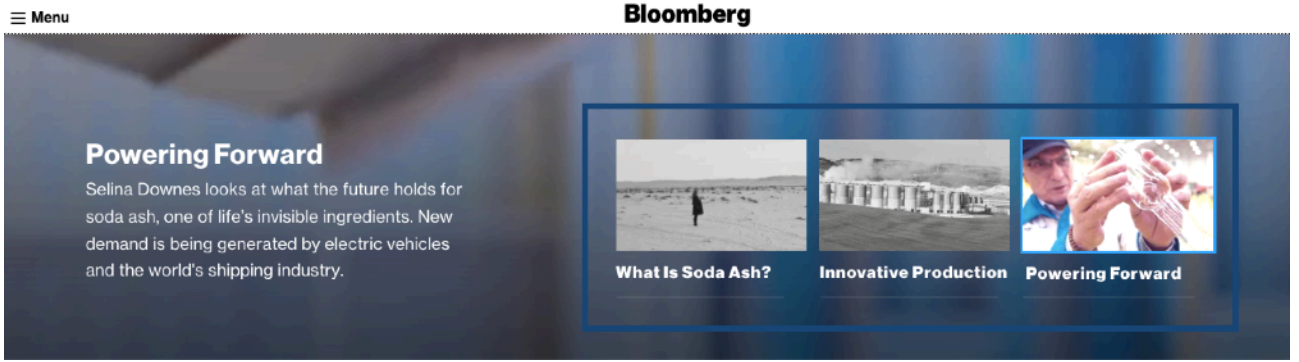 Menu
Bloomberg
Powering Forward
Selina Downes looks at what the future holds for
soda ash, one of life's invisible ingredients. New
demand is being generated by electric vehicles
and the world's shipping industry.
What Is Soda Ash?
Innovative Production
Powering Forward